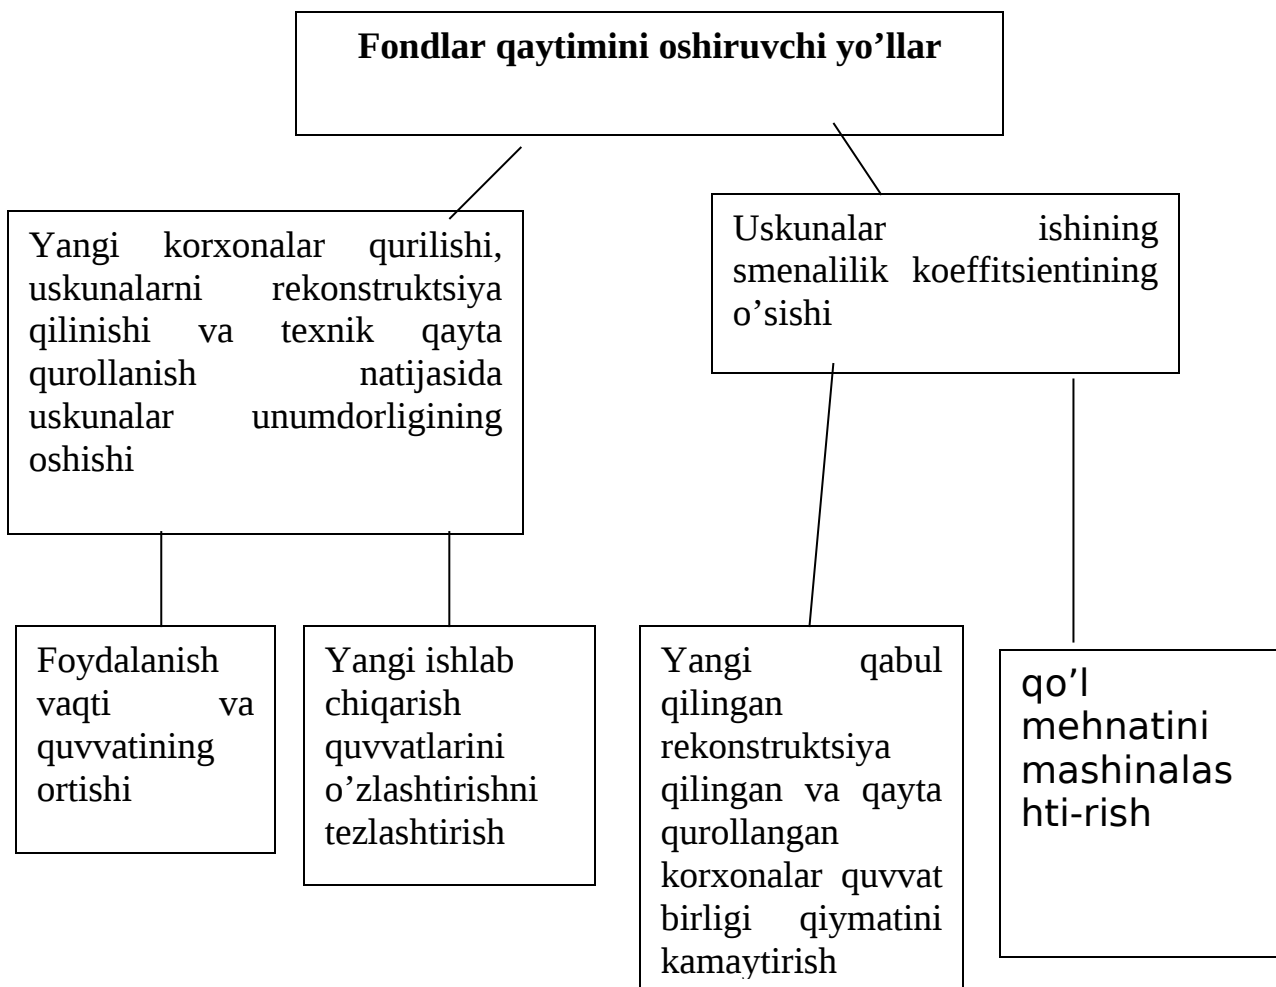 Fondlar qaytimini oshiruvchi yo’llar
Yangi korxonalar qurilishi,
uskunalarni rekonstruktsiya
qilinishi va texnik qayta
qurollanish natijasida
uskunalar unumdorligining
oshishi
Uskunalar ishining
smenalilik koeffitsientining
o’sishi
Foydalanish
vaqti va
quvvatining
ortishi
Yangi ishlab
chiqarish
quvvatlarini
o’zlashtirishni
tezlashtirish
Yangi qabul
qilingan
rekonstruktsiya
qilingan va qayta
qurollangan
korxonalar quvvat
birligi qiymatini
kamaytirish
qo’l
mehnatini
mashinalas
hti-rish